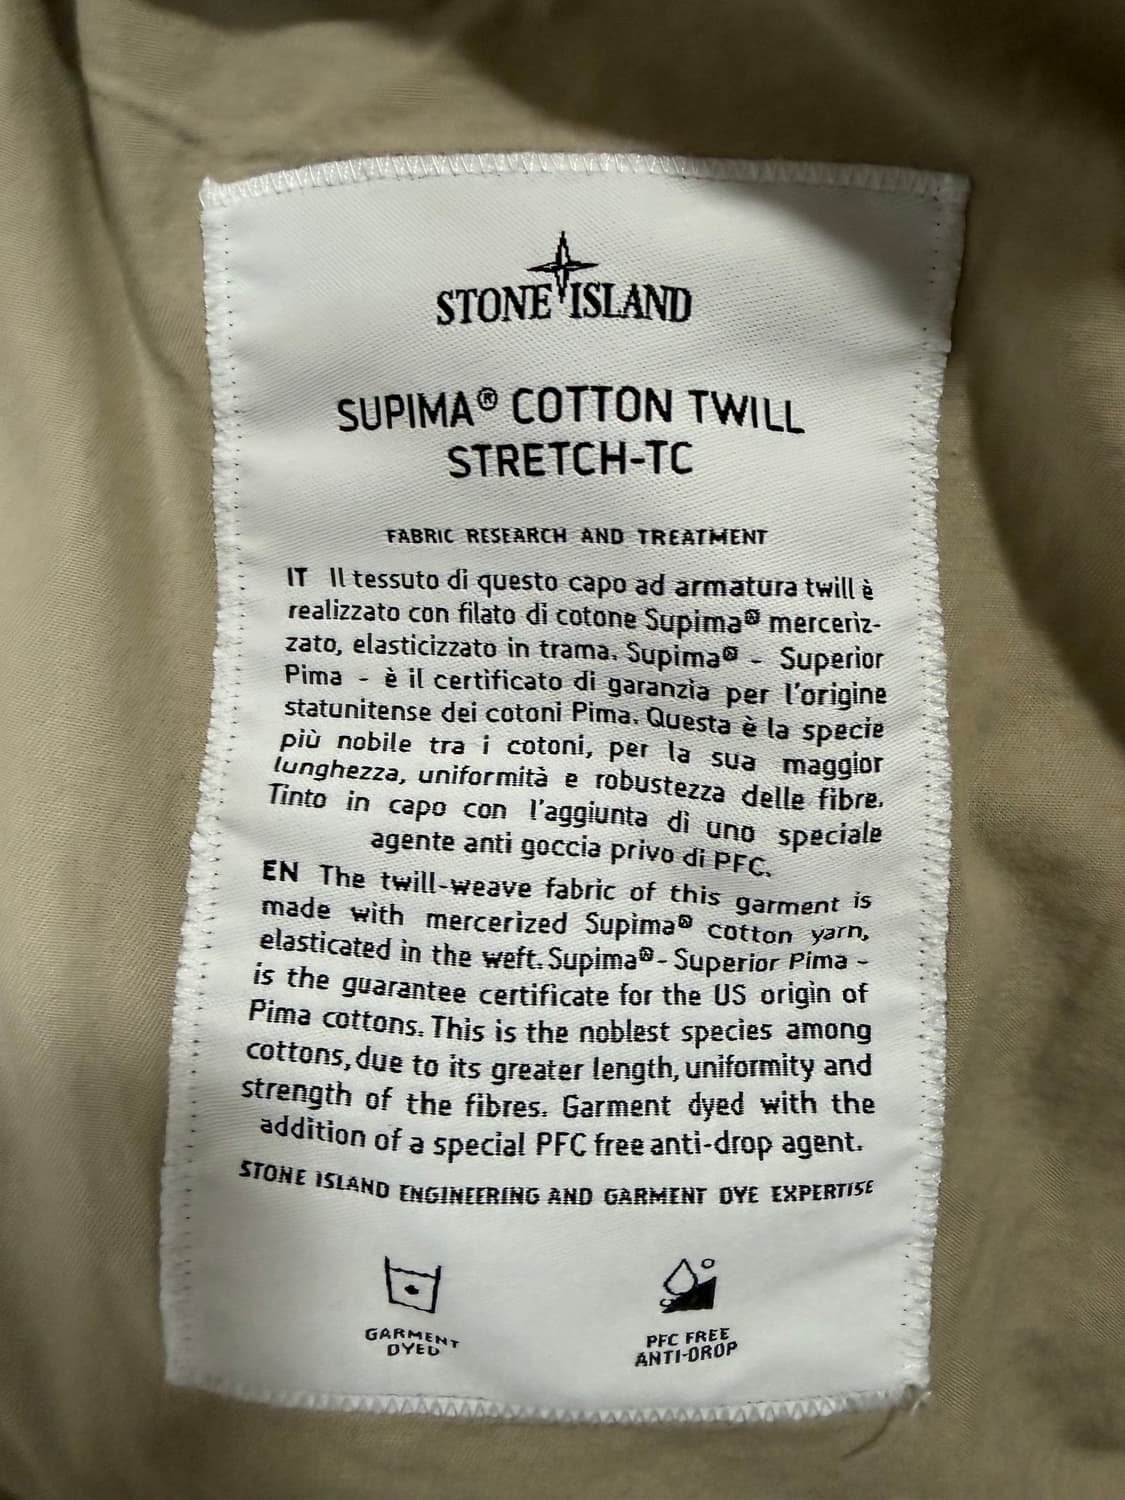 STONE ISLAND
SUPIMA® COTTON TWILL
STRETCH-TC
FABRIC RESEARCH AND TREATMENT
IT Il tessuto di questo capo ad armatura twill è
realizzato con filato di cotone Supima® merceriz-
zato, elasticizzato in trama. Supima® - Superior
Pima - è il certificato di garanzia per l'origine
statunitense dei cotoni Pima. Questa è la specie
più nobile tra i cotoni, per la sua maggior
lunghezza, uniformità e robustezza delle fibre.
Tinto in capo con l'aggiunta di uno speciale
agente anti goccia privo di PFC.
EN The twill-weave fabric of this garment is
made with mercerized Supima® cotton yarn,
elasticated in the weft. Supima® - Superior Pima -
is the guarantee certificate for the US origin of
Pima cottons. This is the noblest species among
cottons, due to its greater length, uniformity and
strength of the fibres. Garment dyed with the
addition of a special PFC free anti-drop agent.
STONE ISLAND ENGINEERING AND GARMENT DYE EXPERTISE
GARMENT
DYED
PFC FREE
ANTI-DROP